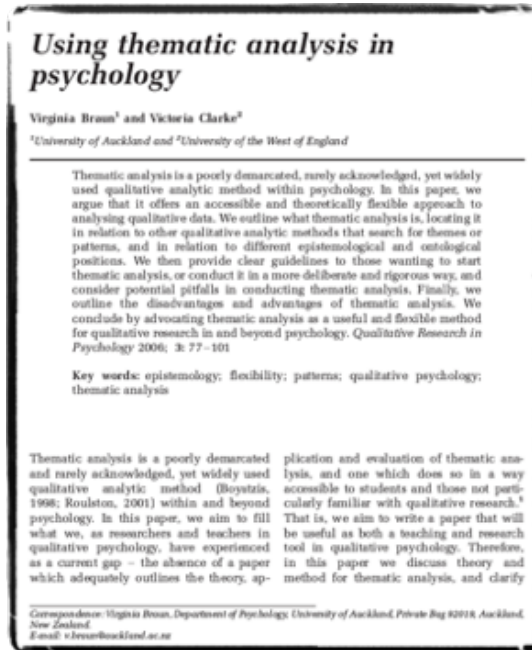 Using thematic analysis in
psychology
Virginia Braun¹ and Victoria Clarke²
¹University of Auckland and ²University of the West of England
Thematic analysis is a poorly demarcated, rarely acknowledged, yet widely
used qualitative analytic method within psychology. In this paper, we
argue that it offers an accessible and theoretically flexible approach to
analysing qualitative data. We outline what thematic analysis is, locating it
in relation to other qualitative analytic methods that search for themes or
patterns, and in relation to different epistemological and ontological
positions. We then provide clear guidelines to those wanting to start
thematic analysis, or conduct it in a more deliberate and rigorous way, and
consider potential pitfalls in conducting thematic analysis. Finally, we
outline the disadvantages and advantages of thematic analysis. We
conclude by advocating thematic analysis as a useful and flexible method
for qualitative research in and beyond psychology. Qualitative Research in
Psychology 2006; 3: 77–101
Key words: epistemology; flexibility; patterns; qualitative psychology;
thematic analysis
Thematic analysis is a poorly demarcated
and rarely acknowledged, yet widely used
qualitative analytic method (Boyatzis,
1998; Roulston, 2001) within and beyond
psychology. In this paper, we aim to fill
what we, as researchers and teachers in
qualitative psychology, have experienced
as a current gap – the absence of a paper
which adequately outlines the theory, ap-
plication and evaluation of thematic ana-
lysis, and one which does so in a way
accessible to students and those not parti-
cularly familiar with qualitative research.¹
That is, we aim to write a paper that will
be useful as both a teaching and research
tool in qualitative psychology. Therefore,
in this paper we discuss theory and
method for thematic analysis, and clarify
Correspondence: Virginia Braun, Department of Psychology, University of Auckland, Private Bag 92019, Auckland,
New Zealand.
E-mail: v.braun@auckland.ac.nz